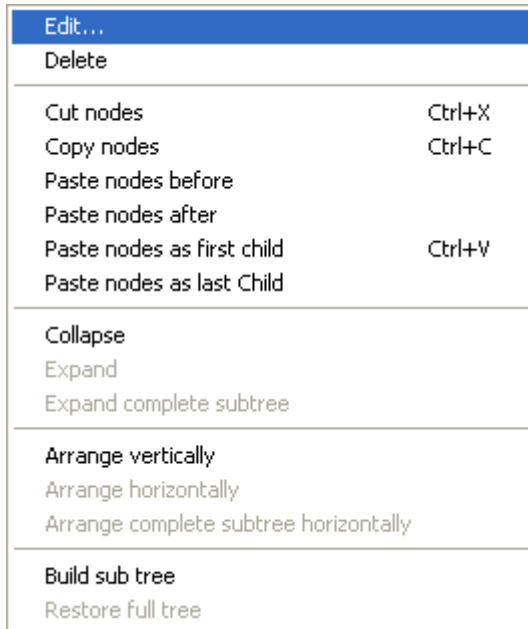 Edit...
Delete
Cut nodes Ctrl+X
Copy nodes Ctrl+C
Paste nodes before
Paste nodes after
Paste nodes as first child Ctrl+V
Paste nodes as last Child
Collapse
Expand
Expand complete subtree
Arrange vertically
Arrange horizontally
Arrange complete subtree horizontally
Build sub tree
Restore full tree